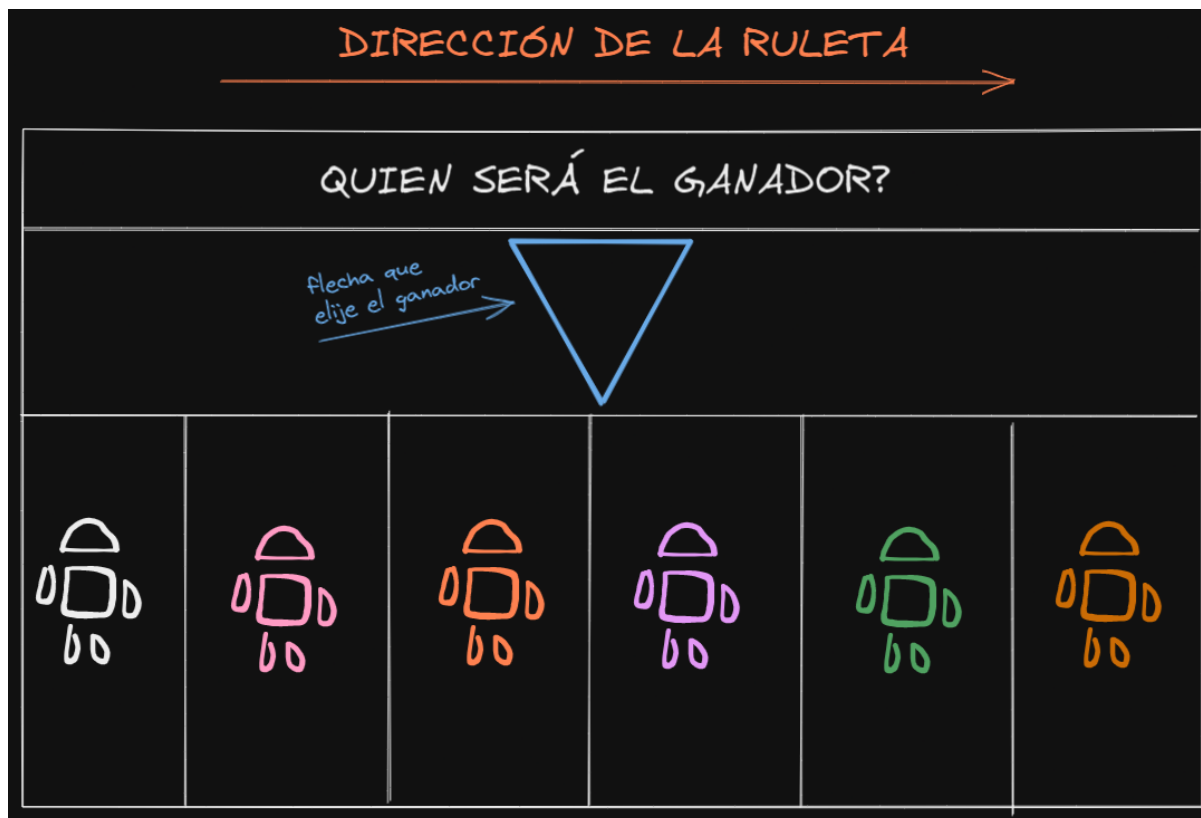 DIRECCIÓN DE LA RULETA
QUIEN SERÁ EL GANADOR?
flecha que
elije el ganador